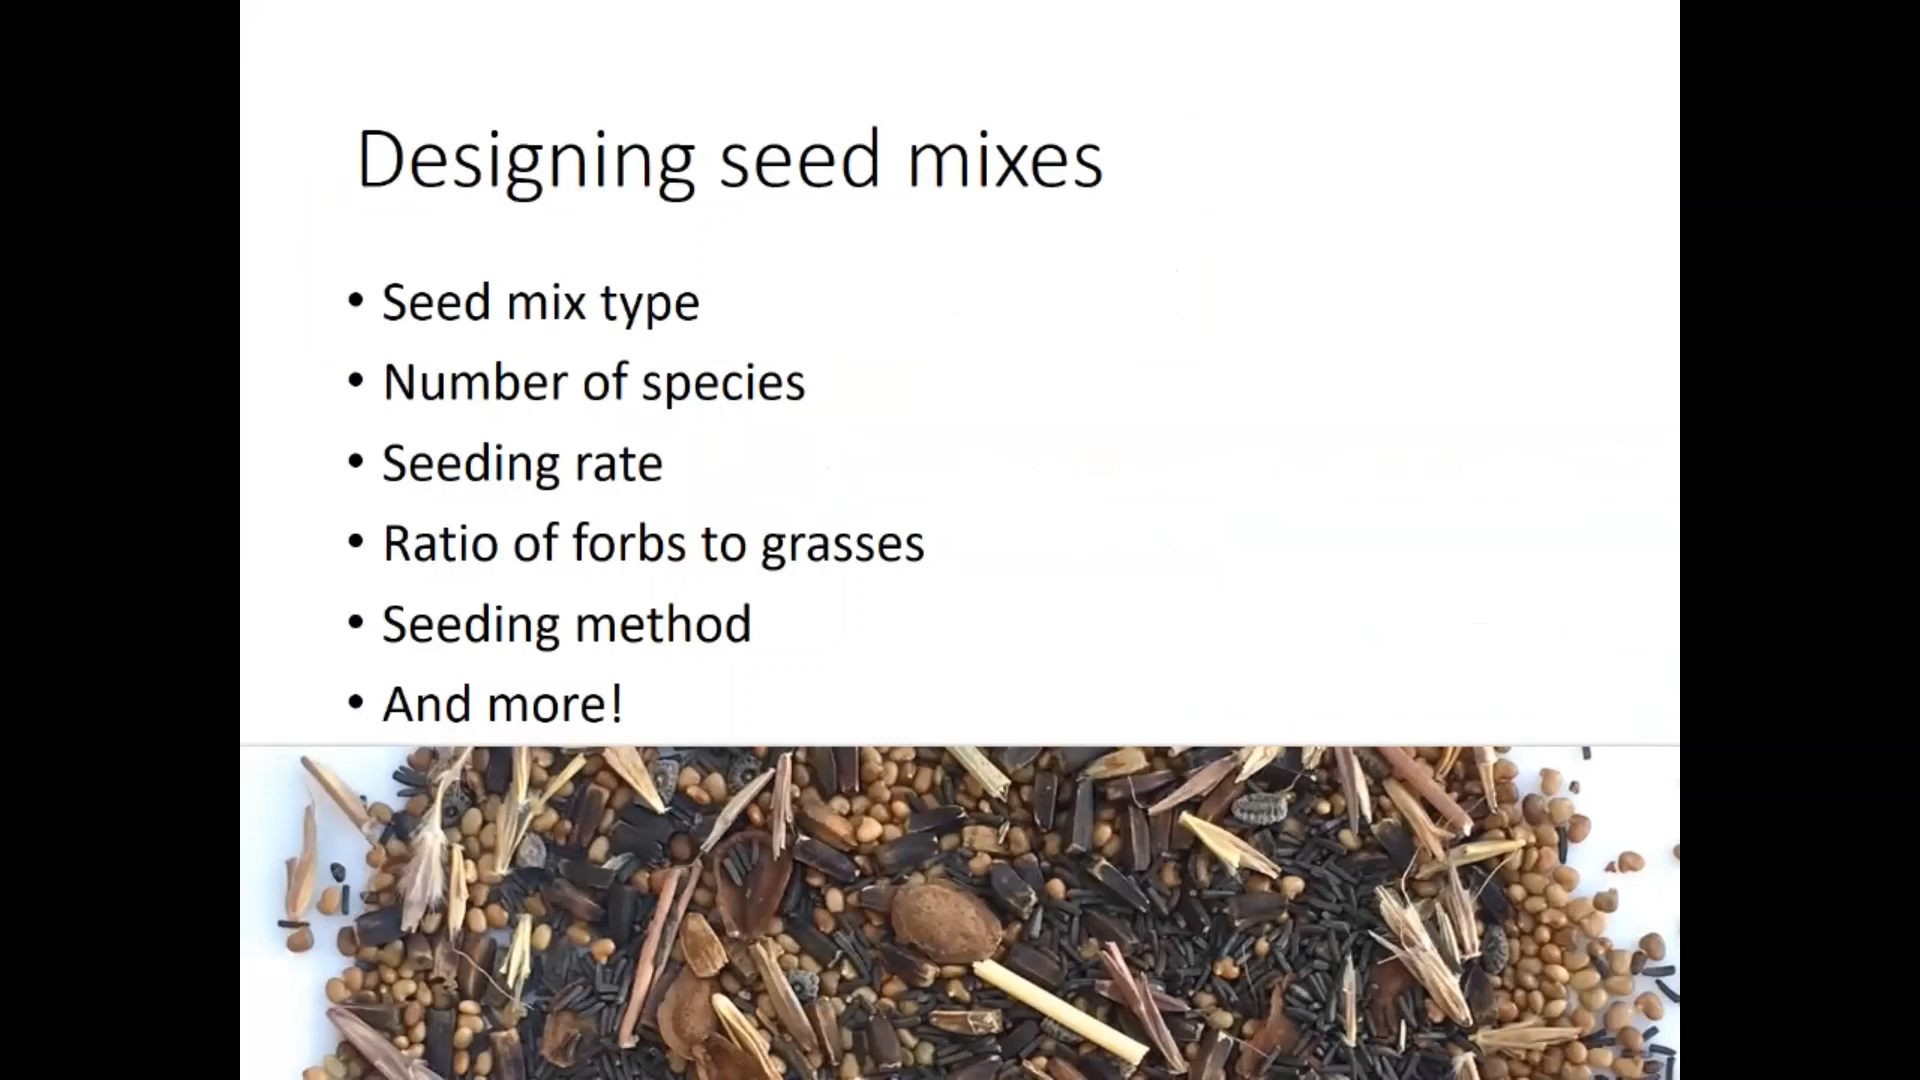 Designing seed mixes
• Seed mix type
• Number of species
• Seeding rate
• Ratio of forbs to grasses
• Seeding method
• And more!